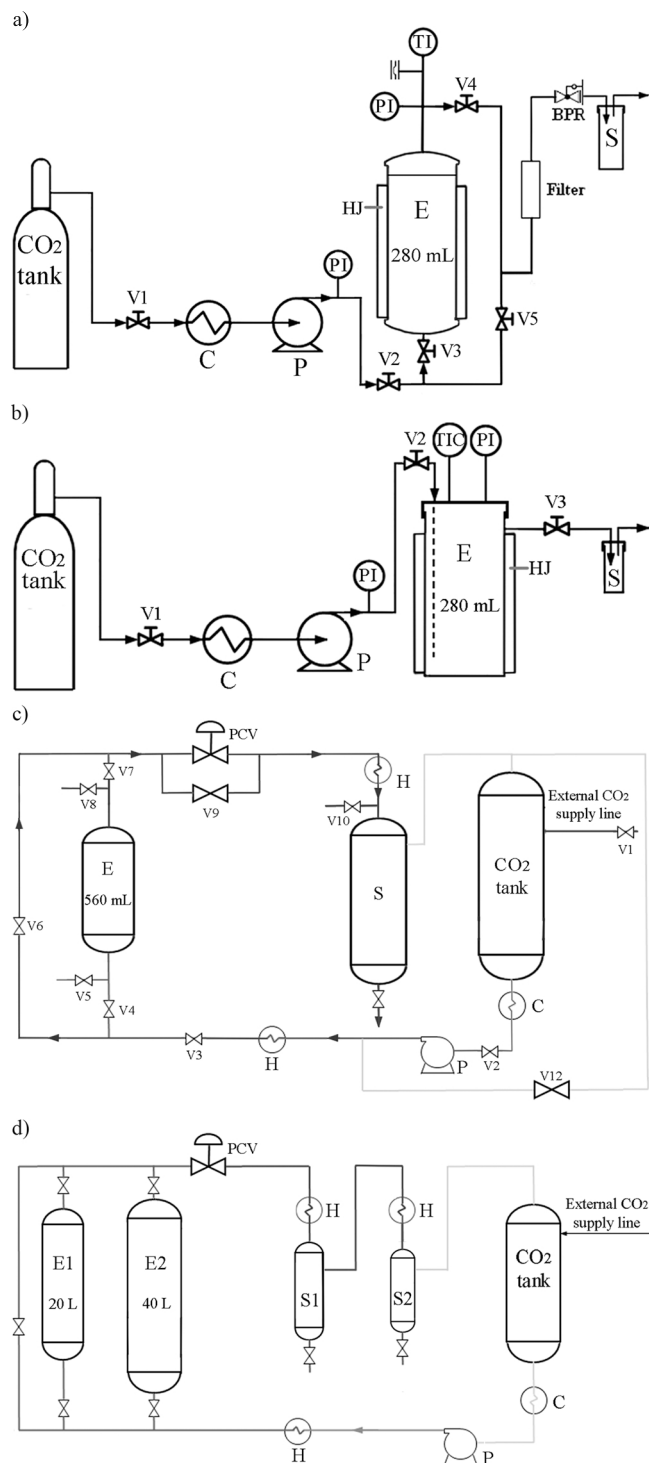 a)
TI
V4
PI
BPR
S
Filter
HJ
E
280 mL
CO2
tank
V1
PI
C
P
V2
V3
V5
b)
V2
TIC
PI
V3
CO2
tank
V1
PI
C
P
E
280 mL
HJ
S
c)
PCV
V7
V8
V9
H
V10
External CO2
supply line
V1
E
560 mL
S
CO2
tank
V6
V5
V4
C
V3
H
P
V2
V12
d)
PCV
H
H
External CO2
supply line
E1
20 L
E2
40 L
S1
S2
CO2
tank
C
H
P